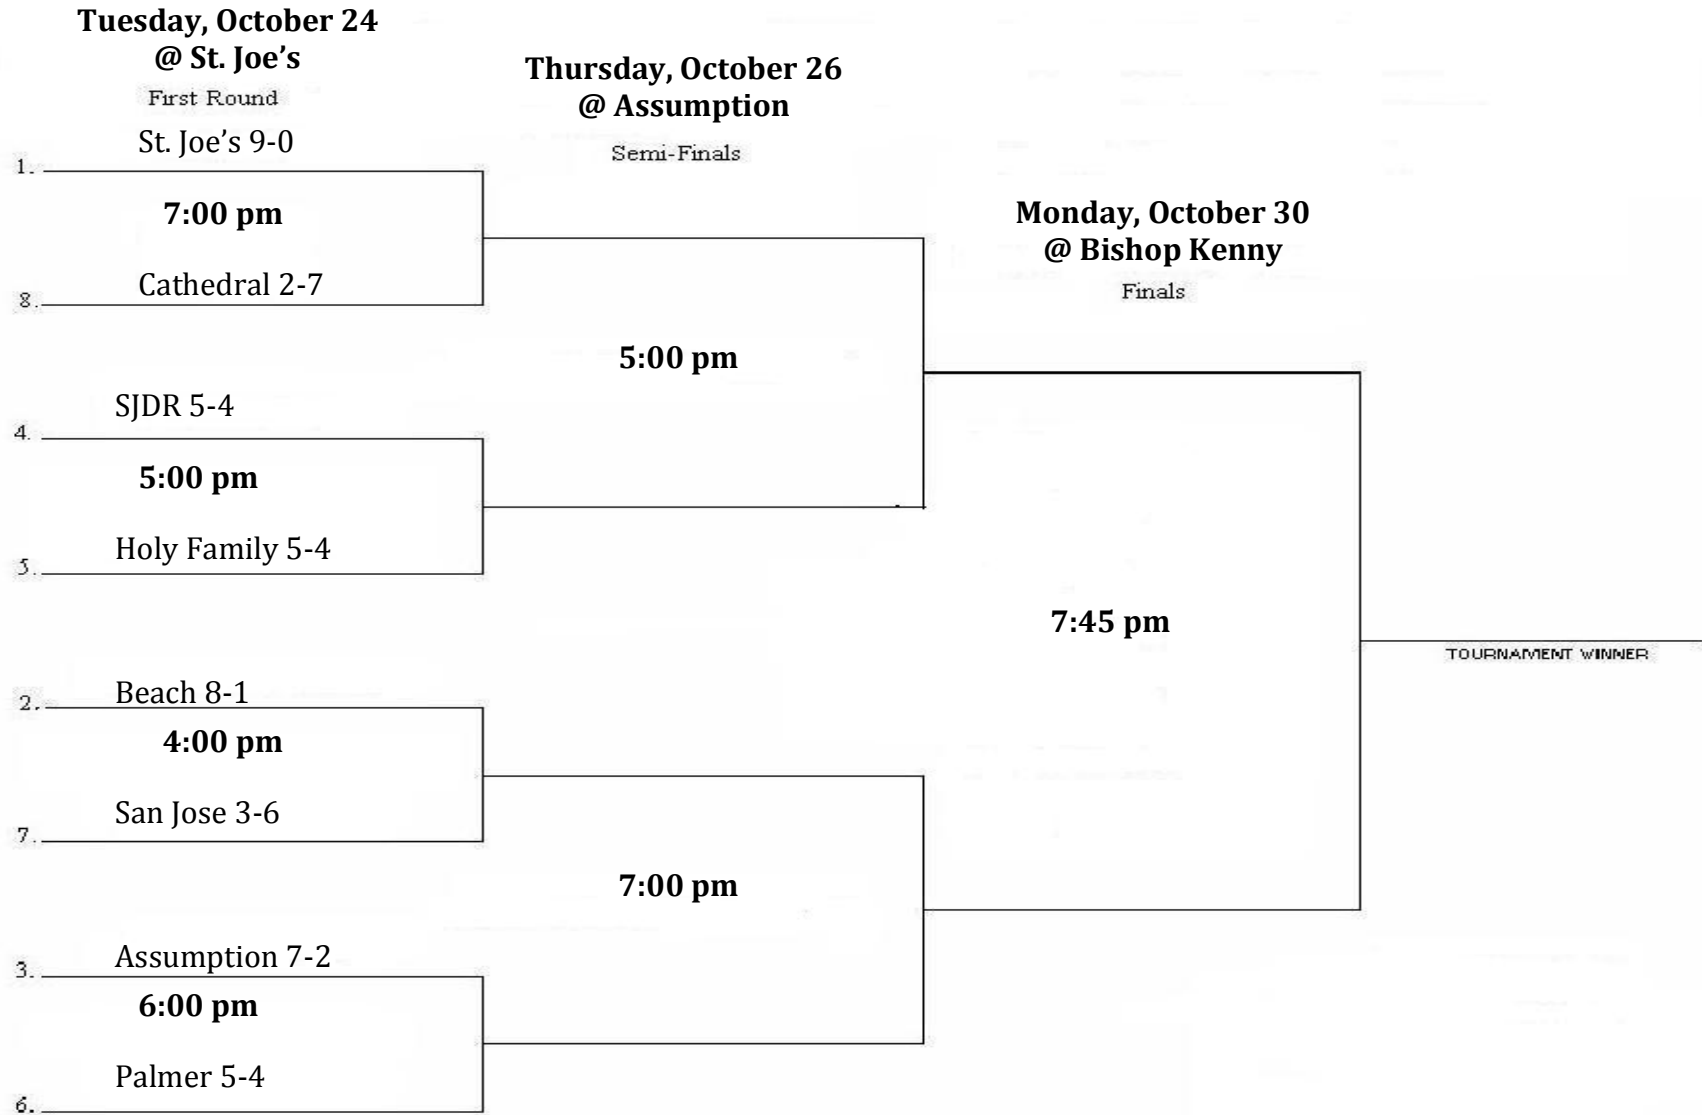 Tuesday, October 24
@ St. Joe’s
First Round
Thursday, October 26
@ Assumption
Semi-Finals
Monday, October 30
@ Bishop Kenny
Finals
St. Joe’s 9-0
1.
7:00 pm
Cathedral 2-7
8.
5:00 pm
SJDR 5-4
4.
5:00 pm
Holy Family 5-4
5.
7:45 pm
TOURNAMENT WINNER
Beach 8-1
2.
4:00 pm
San Jose 3-6
7.
7:00 pm
Assumption 7-2
3.
6:00 pm
Palmer 5-4
6.